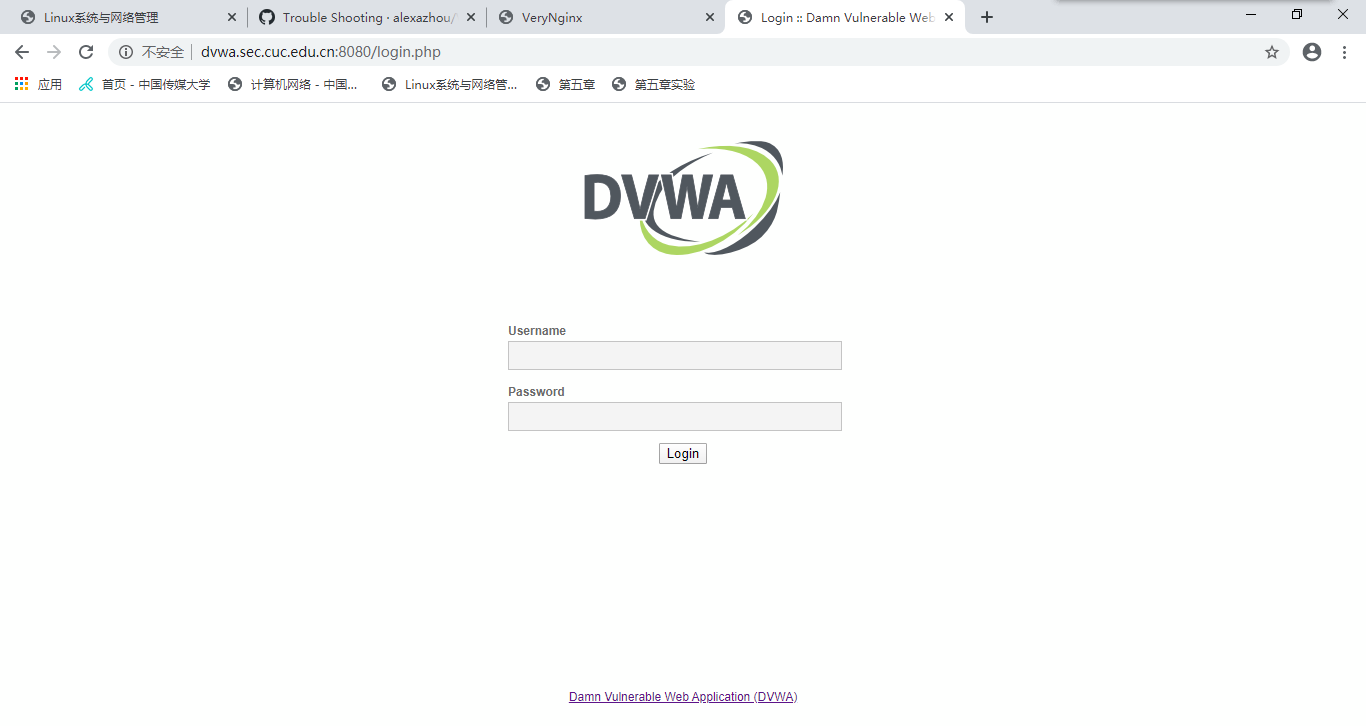 Linux系统与网络管理
Trouble Shooting · alexazhou/
VeryNginx
Login :: Damn Vulnerable Web
不安全
dvwa.sec.cuc.edu.cn:8080/login.php
应用
首页 - 中国传媒大学
计算机网络 - 中国...
Linux系统与网络管...
第五章
第五章实验
DVWA
Username
Password
Login
Damn Vulnerable Web Application (DVWA)